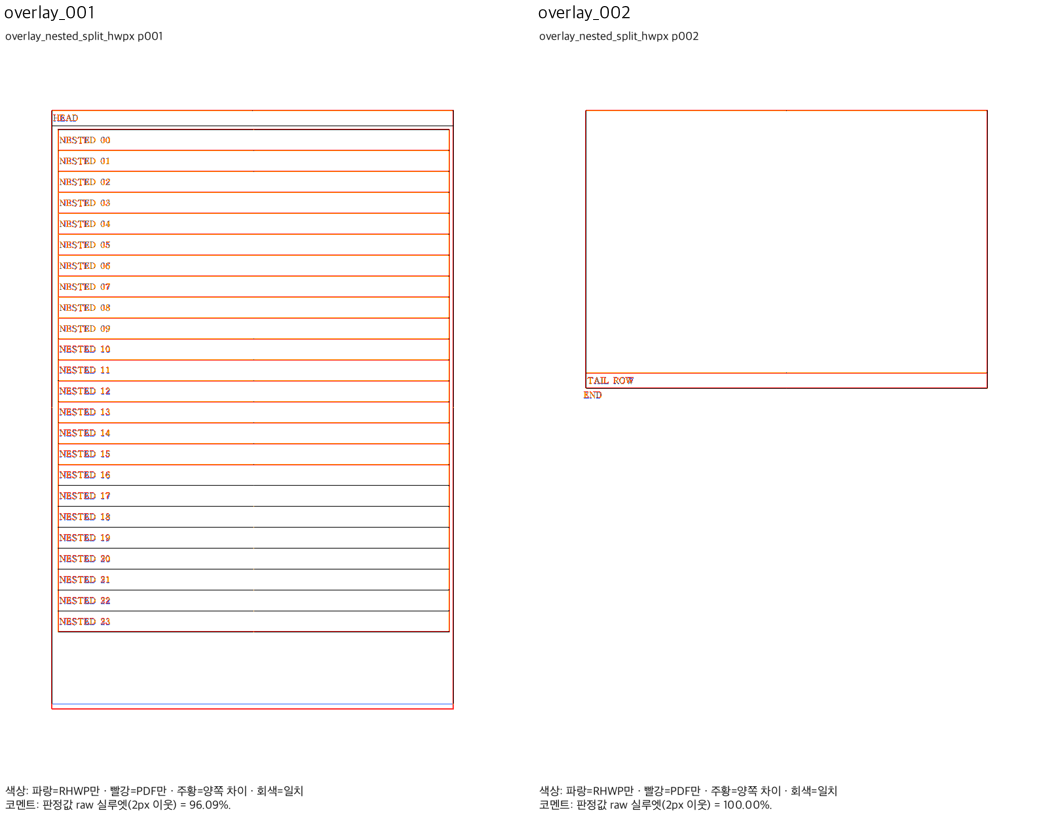 overlay_001
overlay_nested_split_hwpx p001
HEAD
NESTED 00
NESTED 01
NESTED 02
NESTED 03
NESTED 04
NESTED 05
NESTED 06
NESTED 07
NESTED 08
NESTED 09
NESTED 10
NESTED 11
NESTED 12
NESTED 13
NESTED 14
NESTED 15
NESTED 16
NESTED 17
NESTED 18
NESTED 19
NESTED 20
NESTED 21
NESTED 22
NESTED 23
색상: 파랑=RHWP만 · 빨강=PDF만 · 주황=양쪽 차이 · 회색=일치
코멘트: 판정값 raw 실루엣(2px 이웃) = 96.09%.
overlay_002
overlay_nested_split_hwpx p002
TAIL ROW
END
색상: 파랑=RHWP만 · 빨강=PDF만 · 주황=양쪽 차이 · 회색=일치
코멘트: 판정값 raw 실루엣(2px 이웃) = 100.00%.